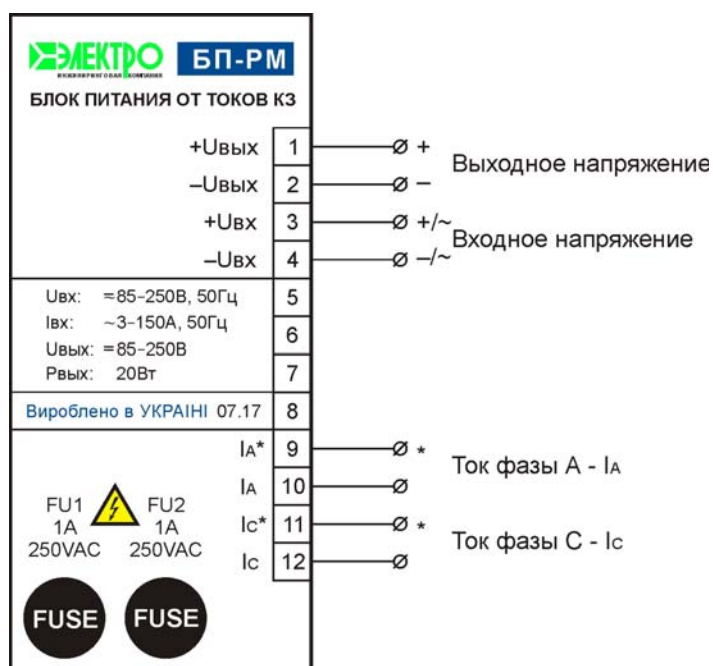 ЭЛЕКТРО
ИНЖИНИРИНГОВАЯ КОМПАНИЯ
БП-РМ
БЛОК ПИТАНИЯ ОТ ТОКОВ КЗ
+Uвых 1 +
–Uвых 2 –
Выходное напряжение
+Uвх 3 +/~
–Uвх 4 –/~
Входное напряжение
Uвх: ≂85-250В, 50Гц 5
Iвх: ~3-150А, 50Гц
6
Uвых: =85-250В
Pвых: 20Вт 7
Вироблено в УКРАЇНІ 07.17 8
IA* 9 *
IA 10
Ток фазы А - IA
Ic* 11 *
Ic 12
Ток фазы С - Ic
FU1 FU2
1A 1A
250VAC 250VAC
FUSE FUSE